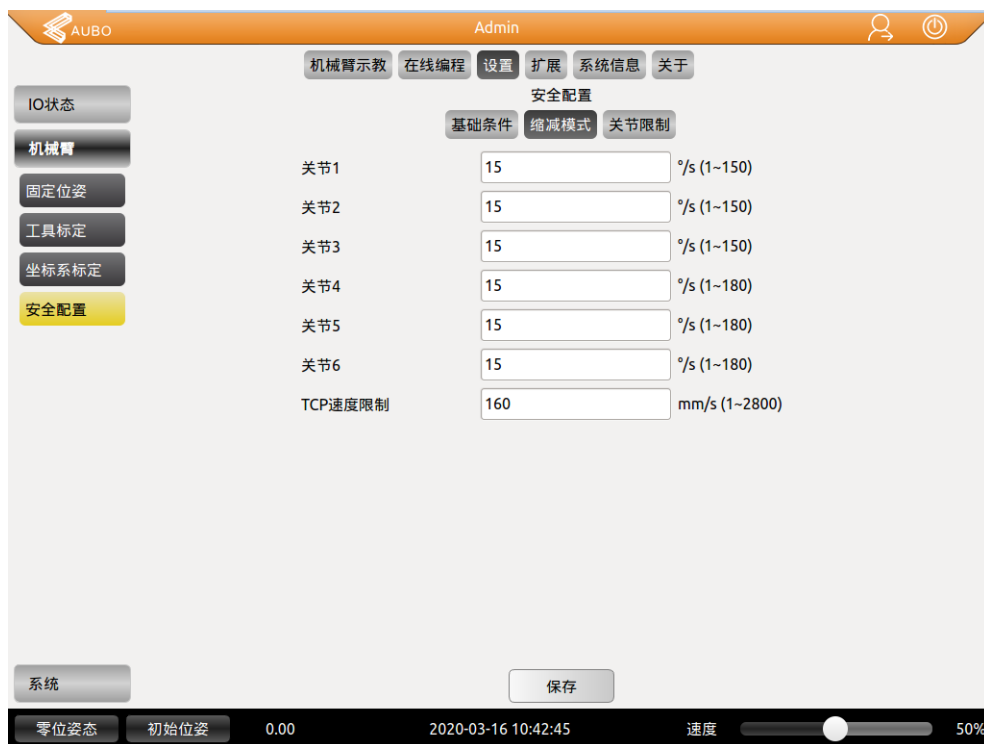 AUBO
Admin
机械臂示教 在线编程 设置 扩展 系统信息 关于
安全配置
基础条件 缩减模式 关节限制
IO状态
机械臂
固定位姿
工具标定
坐标系标定
安全配置
关节1 15 °/s (1~150)
关节2 15 °/s (1~150)
关节3 15 °/s (1~150)
关节4 15 °/s (1~180)
关节5 15 °/s (1~180)
关节6 15 °/s (1~180)
TCP速度限制 160 mm/s (1~2800)
系统
保存
零位姿态 初始位姿 0.00 2020-03-16 10:42:45 速度 50%